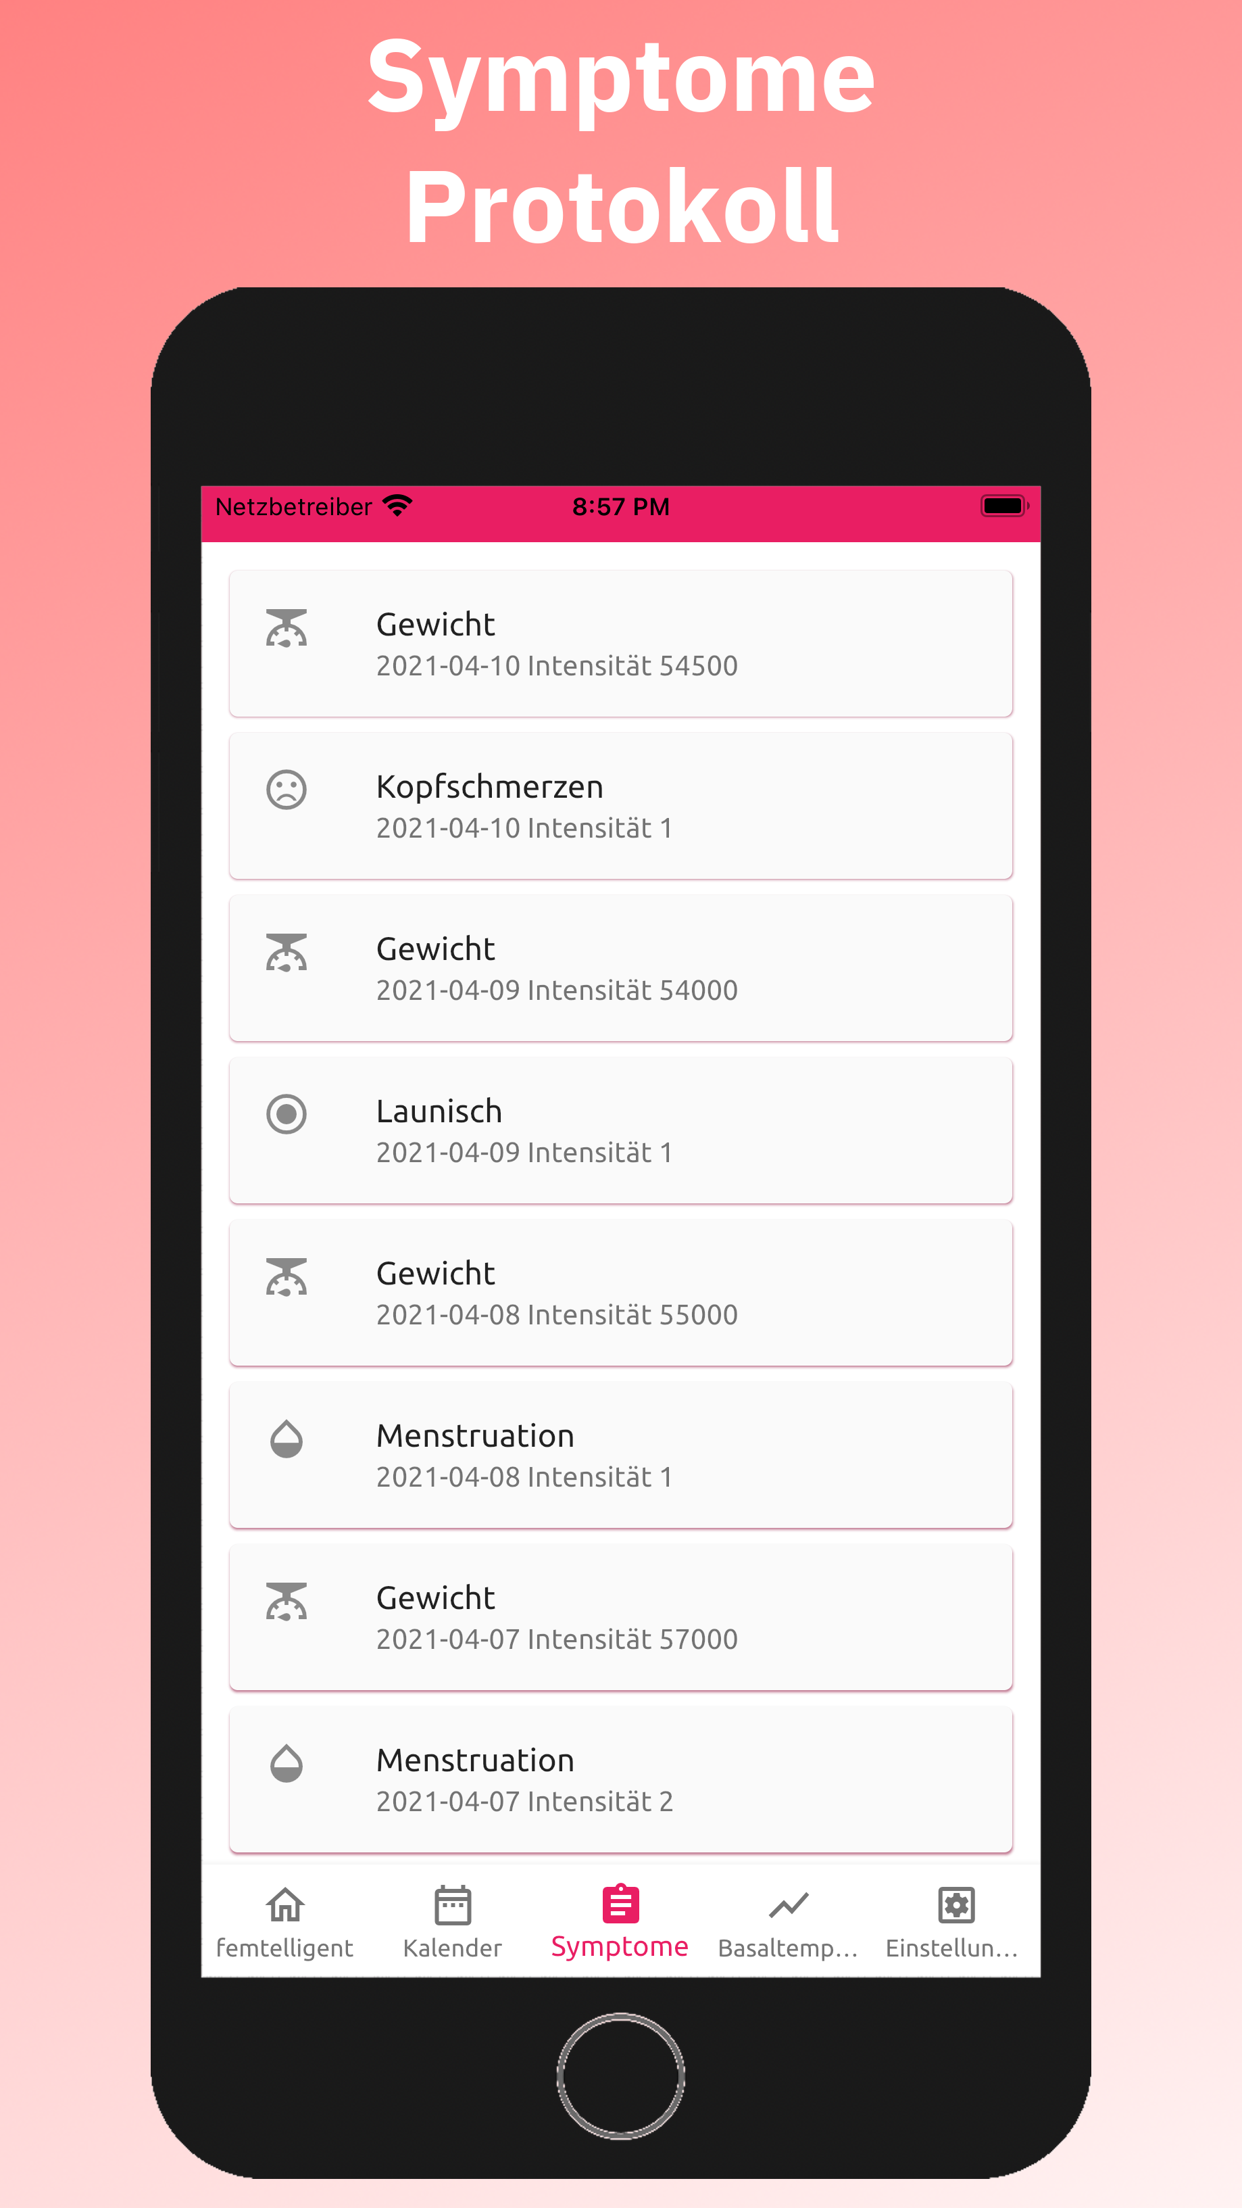 Symptome
Protokoll
Netzbetreiber 8:57 PM
Gewicht
2021-04-10 Intensität 54500
Kopfschmerzen
2021-04-10 Intensität 1
Gewicht
2021-04-09 Intensität 54000
Launisch
2021-04-09 Intensität 1
Gewicht
2021-04-08 Intensität 55000
Menstruation
2021-04-08 Intensität 1
Gewicht
2021-04-07 Intensität 57000
Menstruation
2021-04-07 Intensität 2
femtelligent Kalender Symptome Basaltemp... Einstellun...